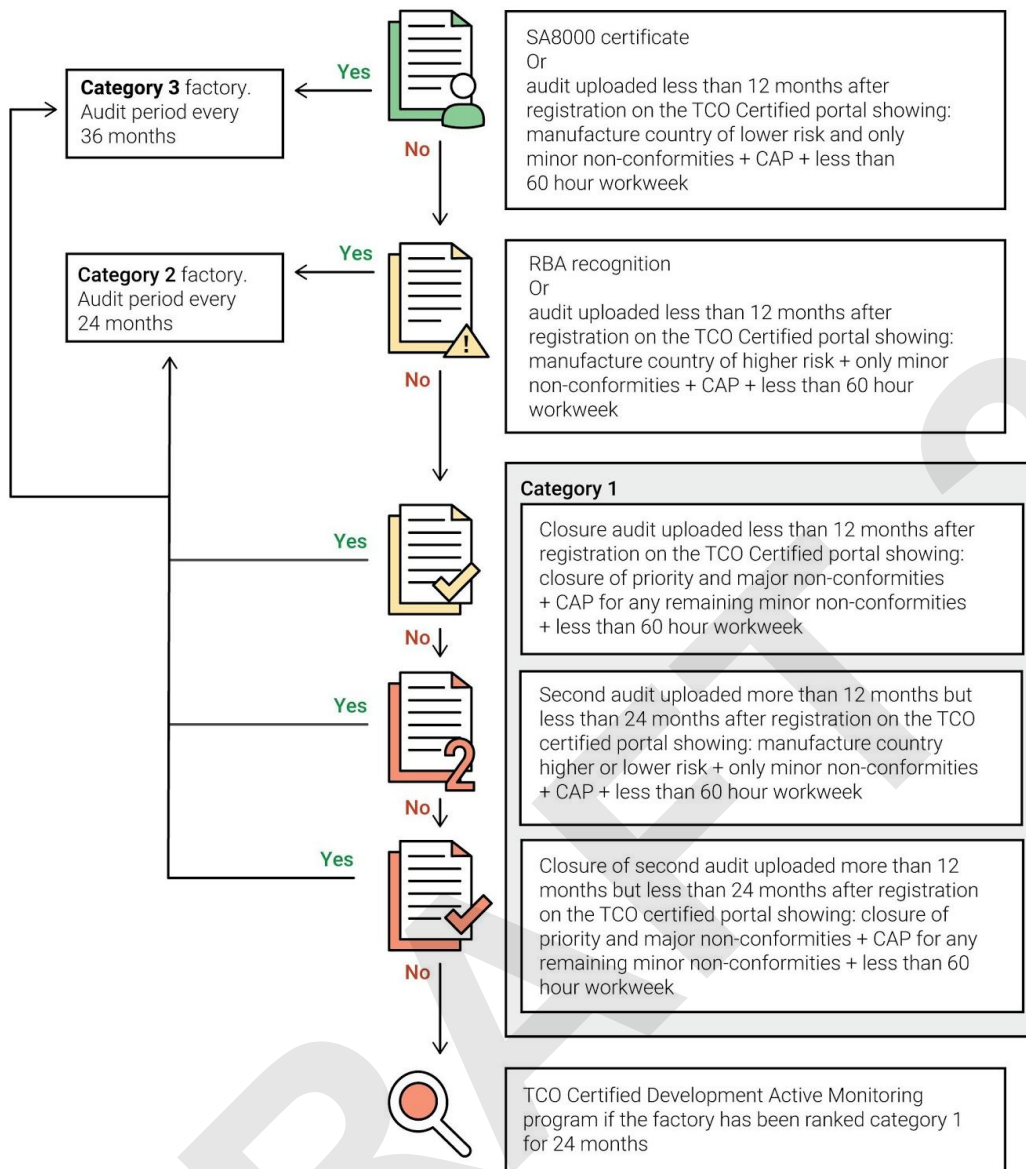 SA8000 certificate
Or
audit uploaded less than 12 months after
registration on the TCO Certified portal showing:
manufacture country of lower risk and only
minor non-conformities + CAP + less than
60 hour workweek
Yes
Category 3 factory.
Audit period every
36 months
No
RBA recognition
Or
audit uploaded less than 12 months after
registration on the TCO Certified portal showing:
manufacture country of higher risk + only minor
non-conformities + CAP + less than 60 hour
workweek
Yes
Category 2 factory.
Audit period every
24 months
!
No
Category 1
Closure audit uploaded less than 12 months after
registration on the TCO Certified portal showing:
closure of priority and major non-conformities
+ CAP for any remaining minor non-conformities
+ less than 60 hour workweek
Yes
No
Second audit uploaded more than 12 months but
less than 24 months after registration on the TCO
certified portal showing: manufacture country
higher or lower risk + only minor non-conformities
+ CAP + less than 60 hour workweek
Yes
2
No
Closure of second audit uploaded more than 12
months but less than 24 months after registration
on the TCO certified portal showing: closure of
priority and major non-conformities + CAP for any
remaining minor non-conformities + less than 60
hour workweek
Yes
No
TCO Certified Development Active Monitoring
program if the factory has been ranked category 1
for 24 months
DRAFT 2